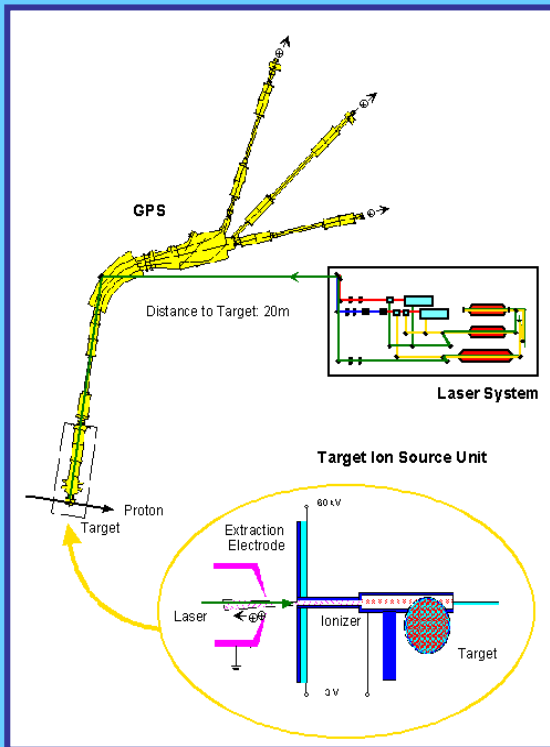 GPS
Distance to Target: 20m
Laser System
Target Ion Source Unit
Proton
Target
60 kV
Extraction
Electrode
Laser
Ionizer
Target
3 V